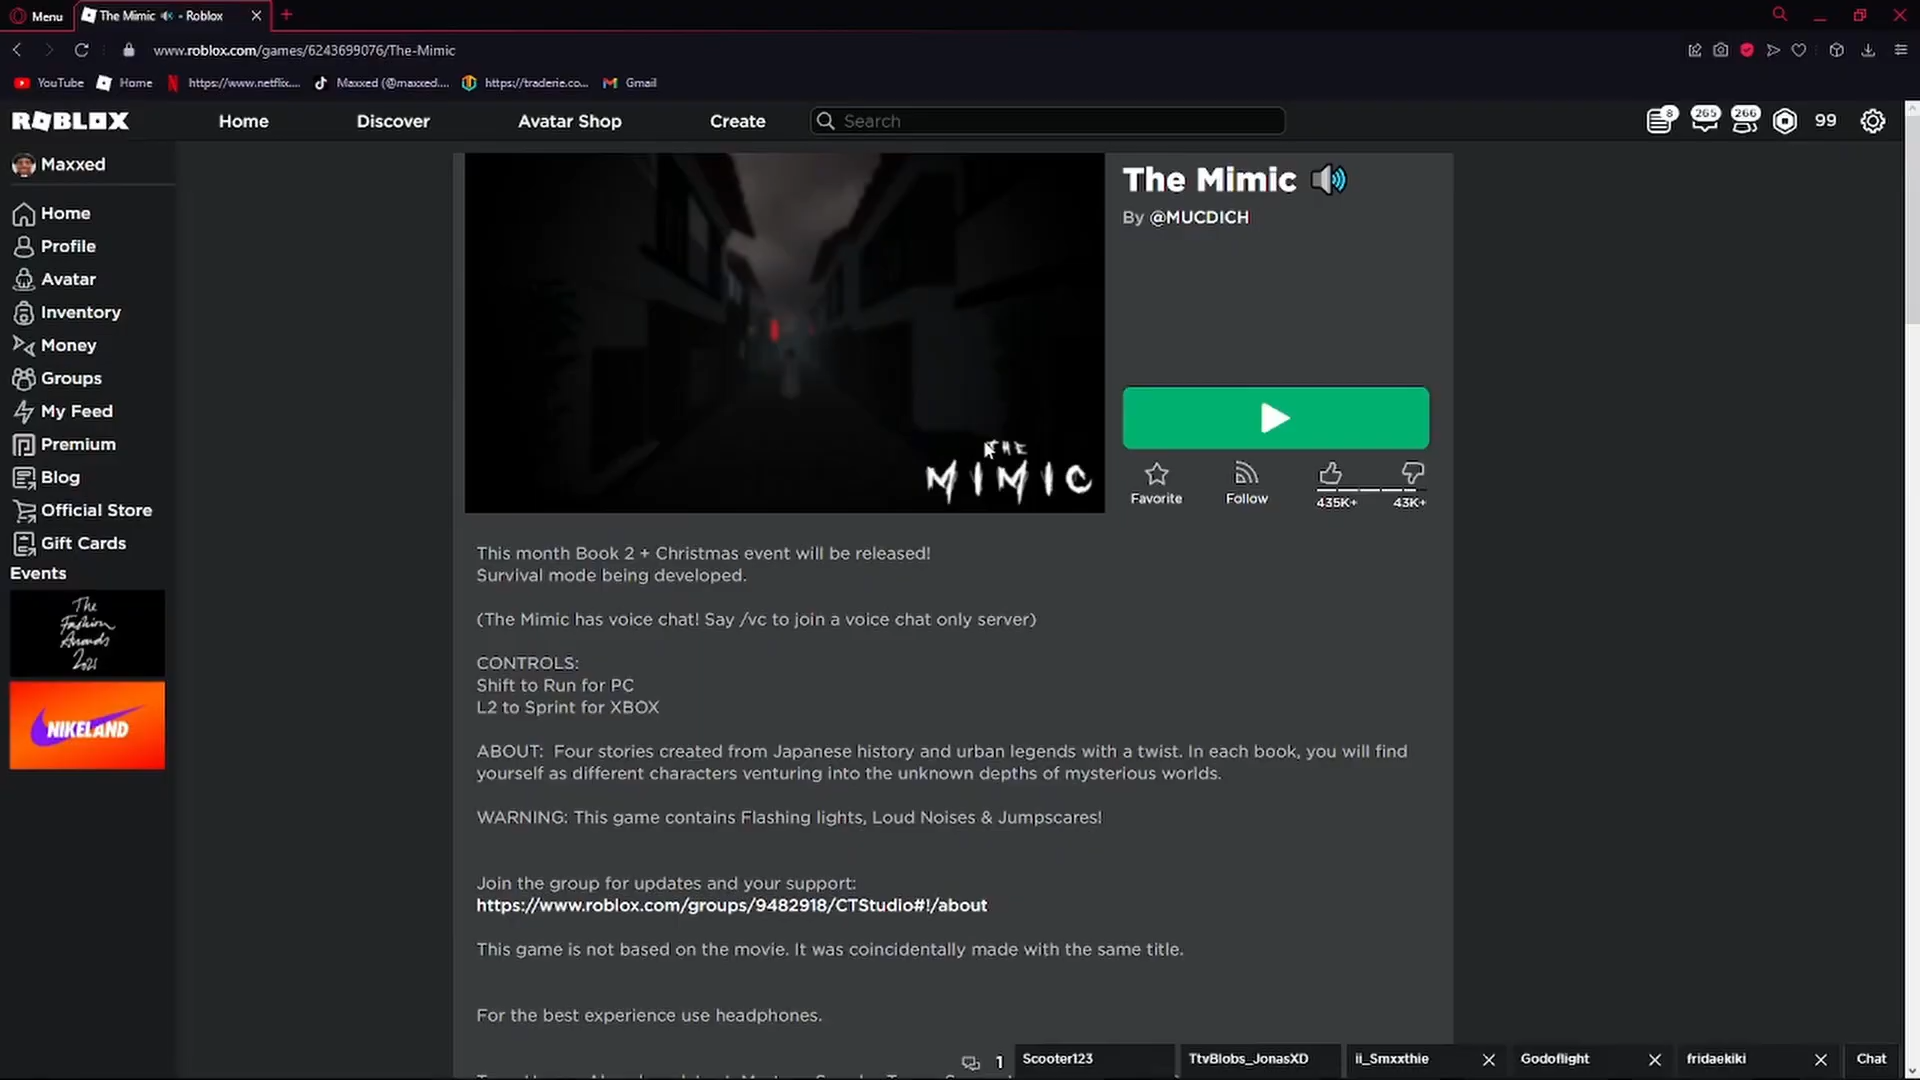 Menu
The Mimic - Roblox
www.roblox.com/games/6243699076/The-Mimic
YouTube
Home
https://www.netflix....
Maxxed (@maxxed....
https://traderie.co...
Gmail
ROBLOX
Home
Discover
Avatar Shop
Create
Search
8
265
266
99
Maxxed
Home
Profile
Avatar
Inventory
Money
Groups
My Feed
Premium
Blog
Official Store
Gift Cards
Events
The
Fashion
Awards
2021
NIKELAND
THE
MIMIC
The Mimic
By @MUCDICH
Favorite
Follow
435K+
43K+
This month Book 2 + Christmas event will be released!
Survival mode being developed.
(The Mimic has voice chat! Say /vc to join a voice chat only server)
CONTROLS:
Shift to Run for PC
L2 to Sprint for XBOX
ABOUT: Four stories created from Japanese history and urban legends with a twist. In each book, you will find
yourself as different characters venturing into the unknown depths of mysterious worlds.
WARNING: This game contains Flashing lights, Loud Noises & Jumpscares!
Join the group for updates and your support:
https://www.roblox.com/groups/9482918/CTStudio#!/about
This game is not based on the movie. It was coincidentally made with the same title.
For the best experience use headphones.
1
Scooter123
TtvBlobs_JonasXD
ii_Smxxthie
Godoflight
fridaekiki
Chat